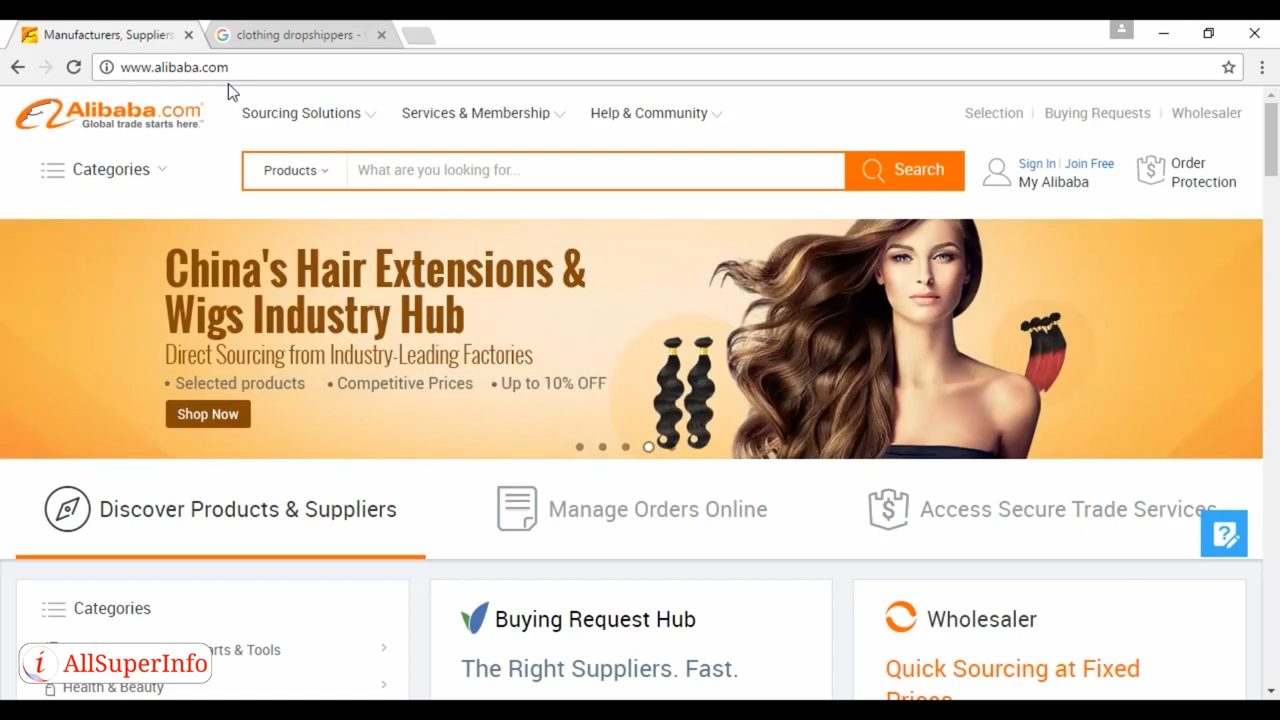 Manufacturers, Suppliers
clothing dropshippers -
www.alibaba.com
Alibaba.com
Global trade starts here.™
Sourcing Solutions
Services & Membership
Help & Community
Selection
Buying Requests
Wholesaler
Categories
Products
What are you looking for...
Search
Sign In | Join Free
My Alibaba
Order
Protection
China's Hair Extensions &
Wigs Industry Hub
Direct Sourcing from Industry-Leading Factories
• Selected products • Competitive Prices • Up to 10% OFF
Shop Now
Discover Products & Suppliers
Manage Orders Online
Access Secure Trade Services
Categories
& Tools
Health & Beauty
i AllSuperInfo
Buying Request Hub
The Right Suppliers. Fast.
Wholesaler
Quick Sourcing at Fixed
Prices